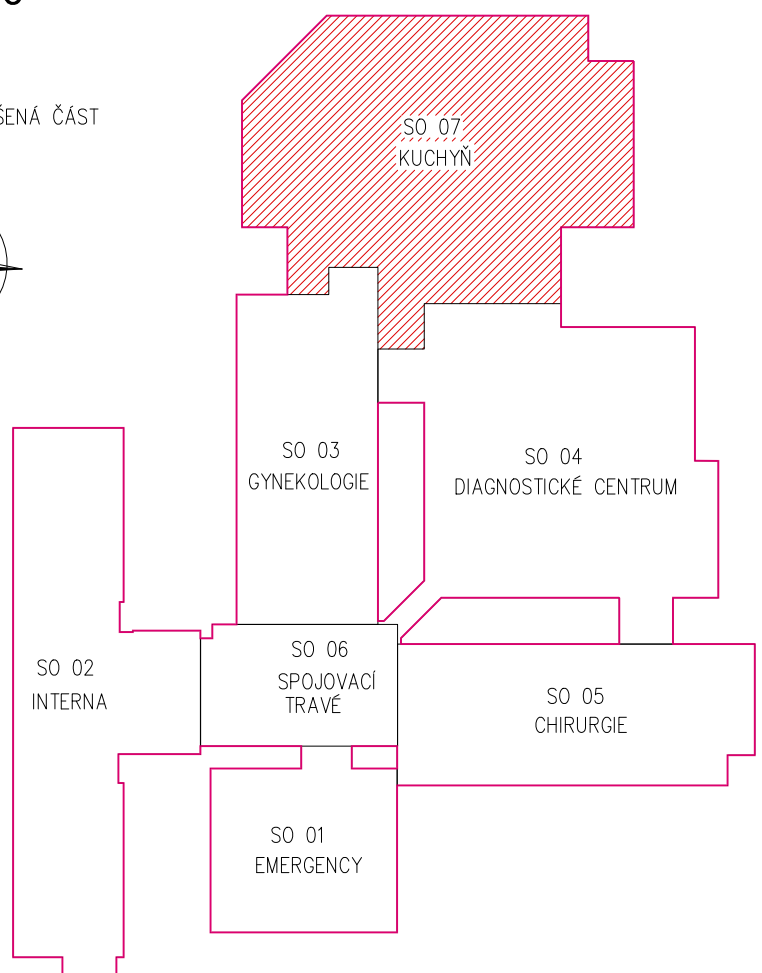 ČÁST
SO 07
KUCHYŇ
SO 03
GYNEKOLOGIE
SO 04
DIAGNOSTICKÉ CENTRUM
SO 06
SPOJOVACÍ
TRAVÉ
SO 02
INTERNA
SO 05
CHIRURGIE
SO 01
EMERGENCY